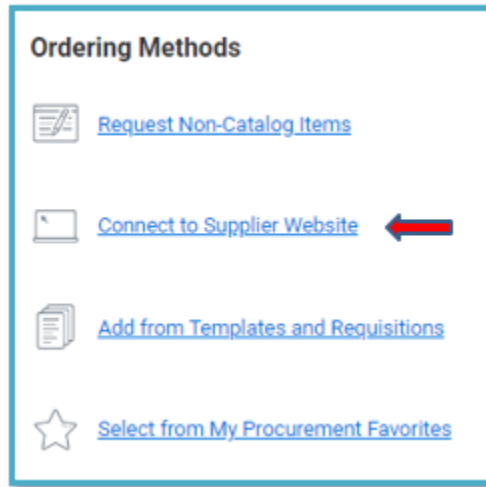 Ordering Methods
Request Non-Catalog Items
Connect to Supplier Website
Add from Templates and Requisitions
Select from My Procurement Favorites